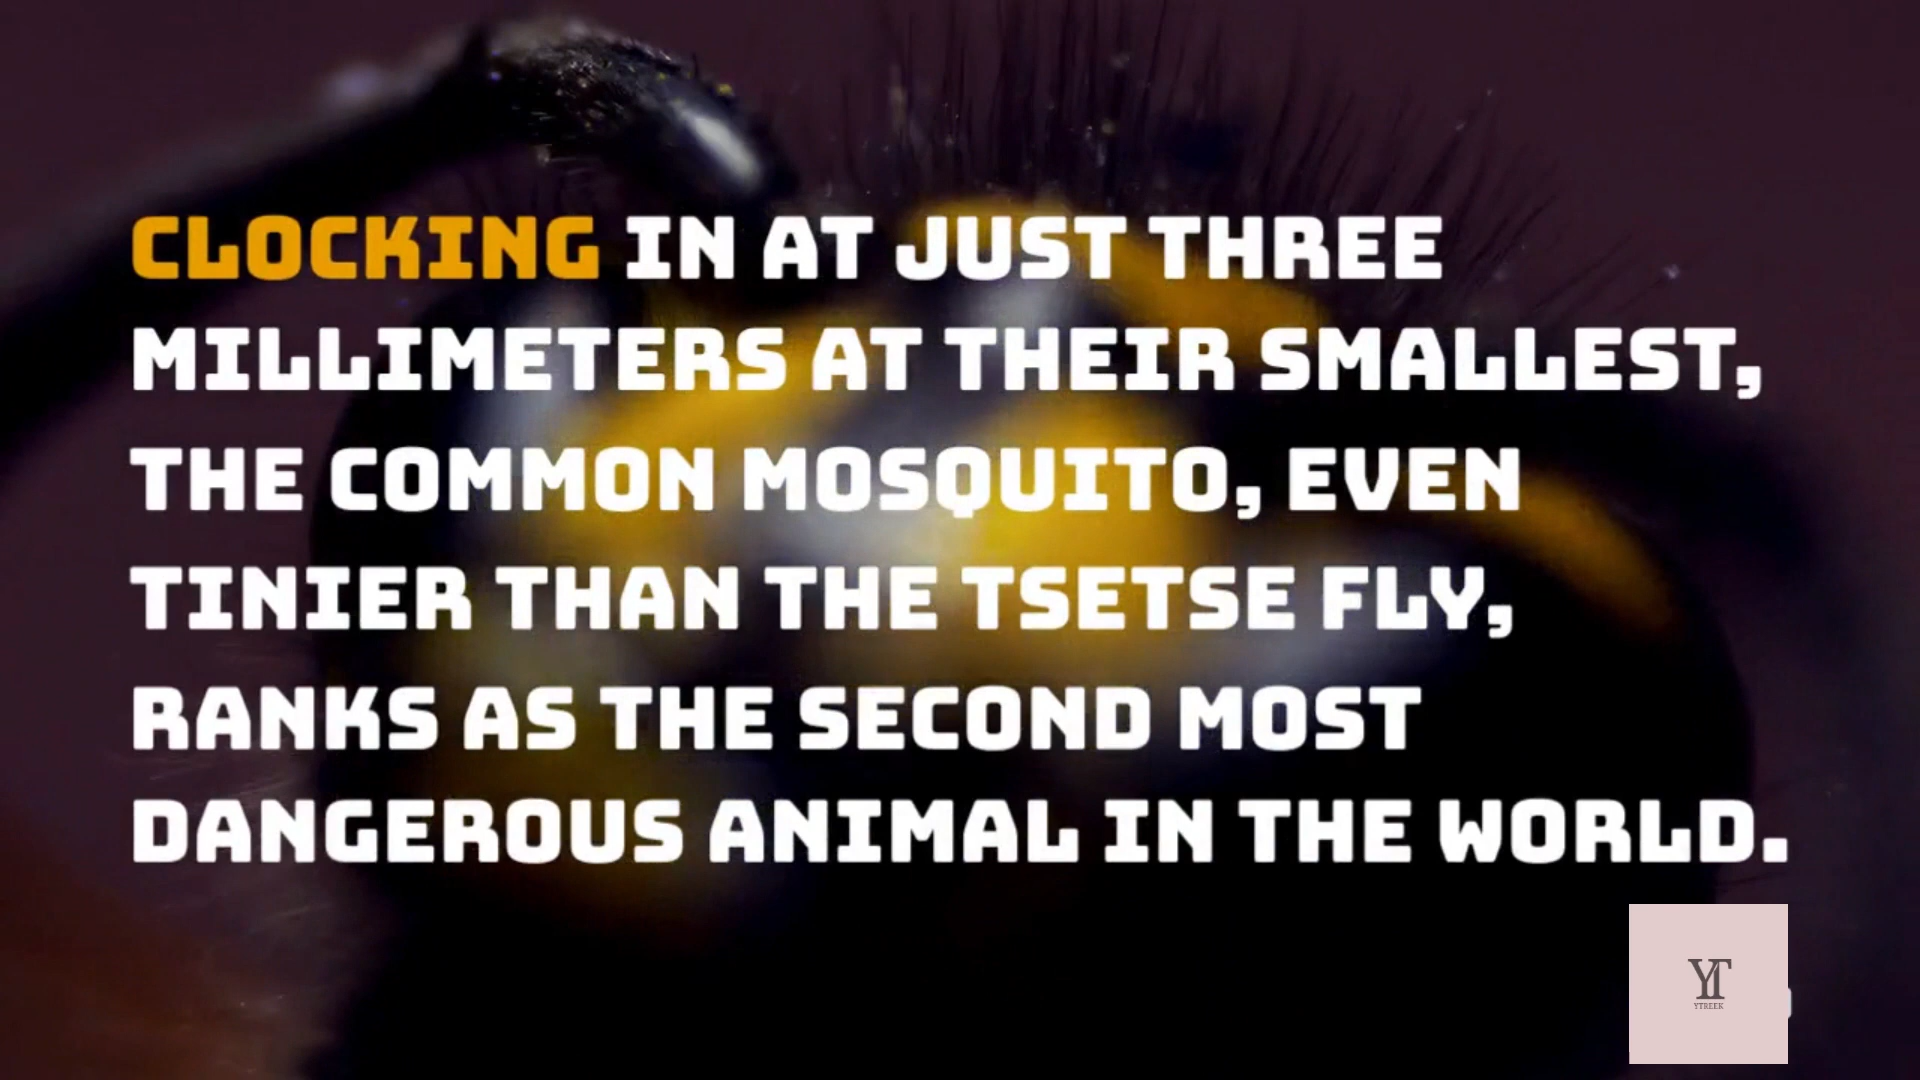 CLOCKING IN AT JUST THREE
MILLIMETERS AT THEIR SMALLEST,
THE COMMON MOSQUITO, EVEN
TINIER THAN THE TSETSE FLY,
RANKS AS THE SECOND MOST
DANGEROUS ANIMAL IN THE WORLD.
YT
YTREEK